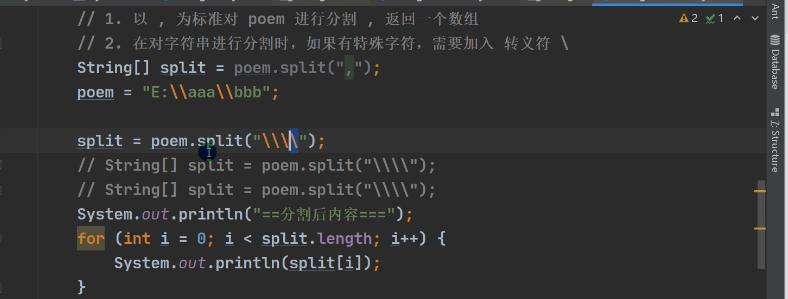 // 1. 以 , 为标准对 poem 进行分割 , 返回一个数组
// 2. 在对字符串进行分割时，如果有特殊字符，需要加入 转义符 \
String[] split = poem.split(",");
poem = "E:\\aaa\\bbb";
split = poem.split("\\\\");
// String[] split = poem.split("\\\\");
// String[] split = poem.split("\\\\");
System.out.println("==分割后内容===");
for (int i = 0; i < split.length; i++) {
System.out.println(split[i]);
}
2 1
Ant
Database
7: Structure